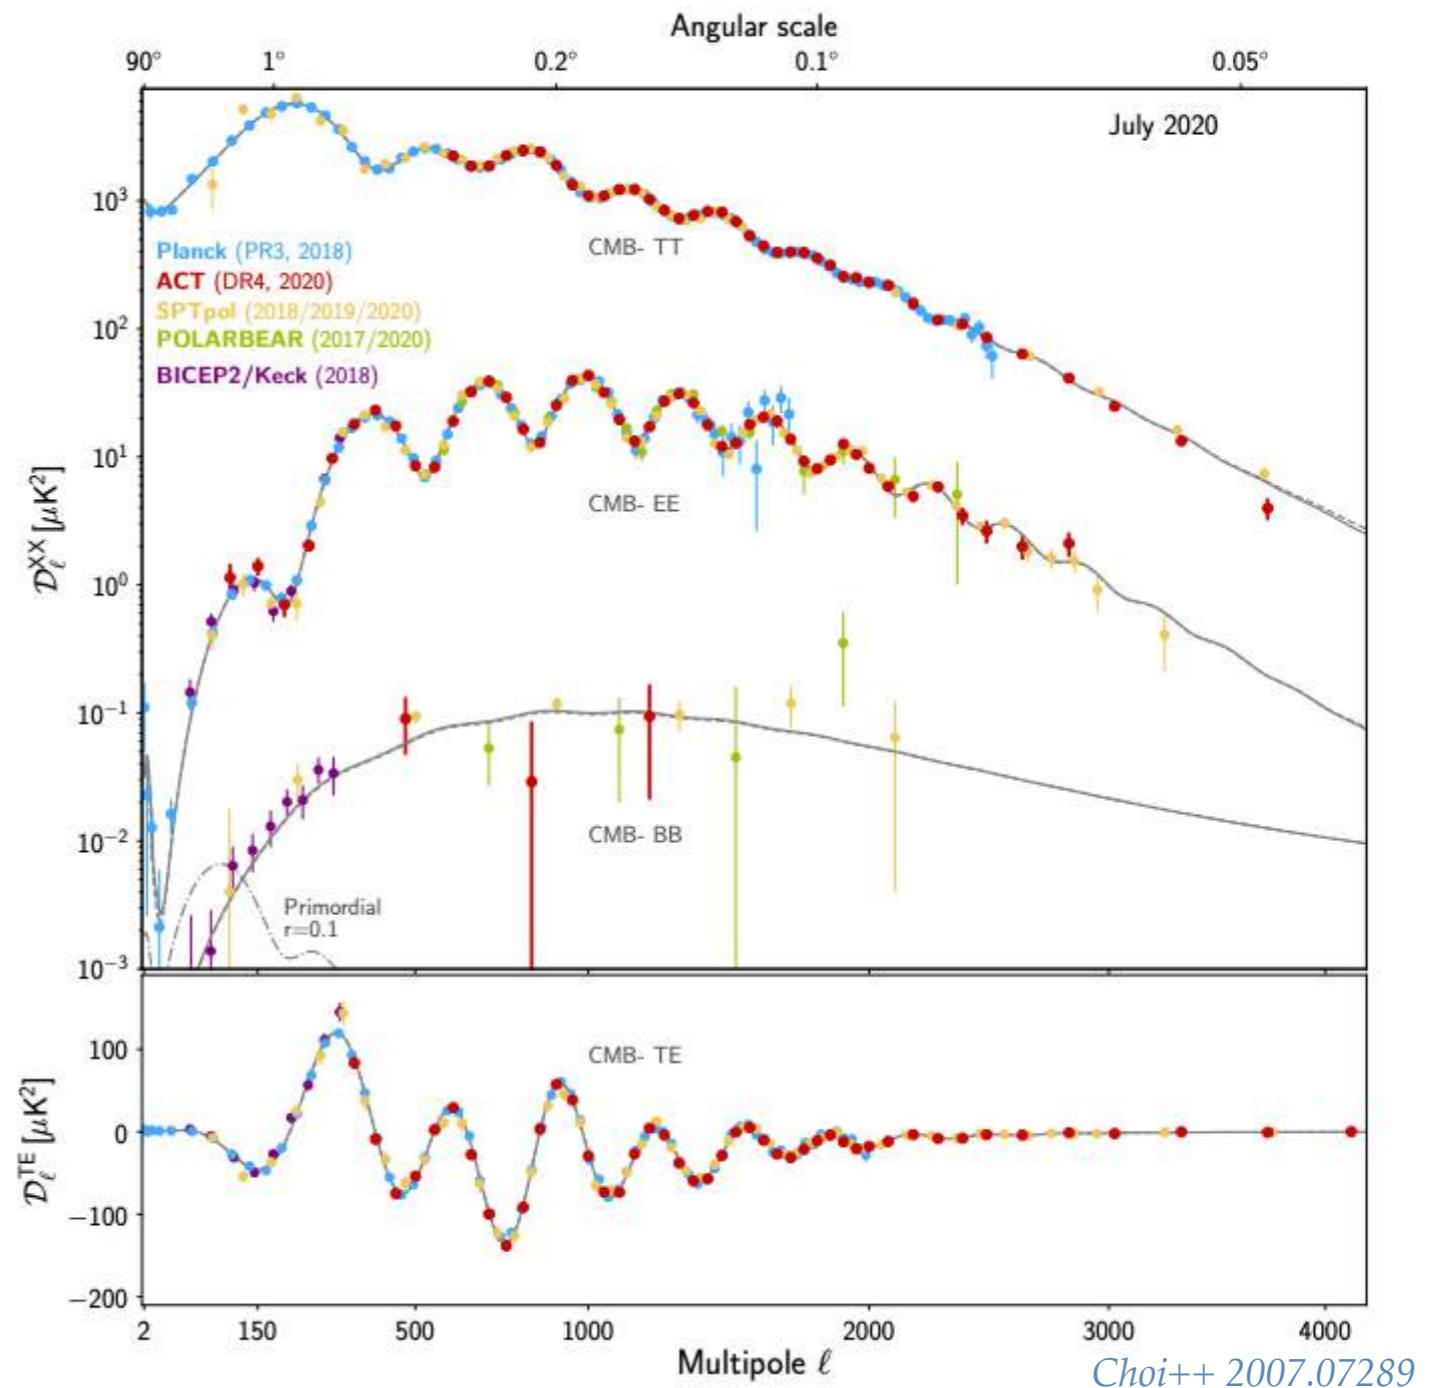 Angular scale
90° 1° 0.2° 0.1° 0.05°
July 2020
10³
Planck (PR3, 2018)
ACT (DR4, 2020)
CMB- TT
SPTpol (2018/2019/2020)
10²
POLARBEAR (2017/2020)
BICEP2/Keck (2018)
10¹
CMB- EE
𝒟ℓ^XX [μK²]
10⁰
10⁻¹
CMB- BB
10⁻²
Primordial
r=0.1
10⁻³
100
CMB- TE
0
𝒟ℓ^TE [μK²]
−100
−200
2 150 500 1000 2000 3000 4000
Multipole ℓ
Choi++ 2007.07289